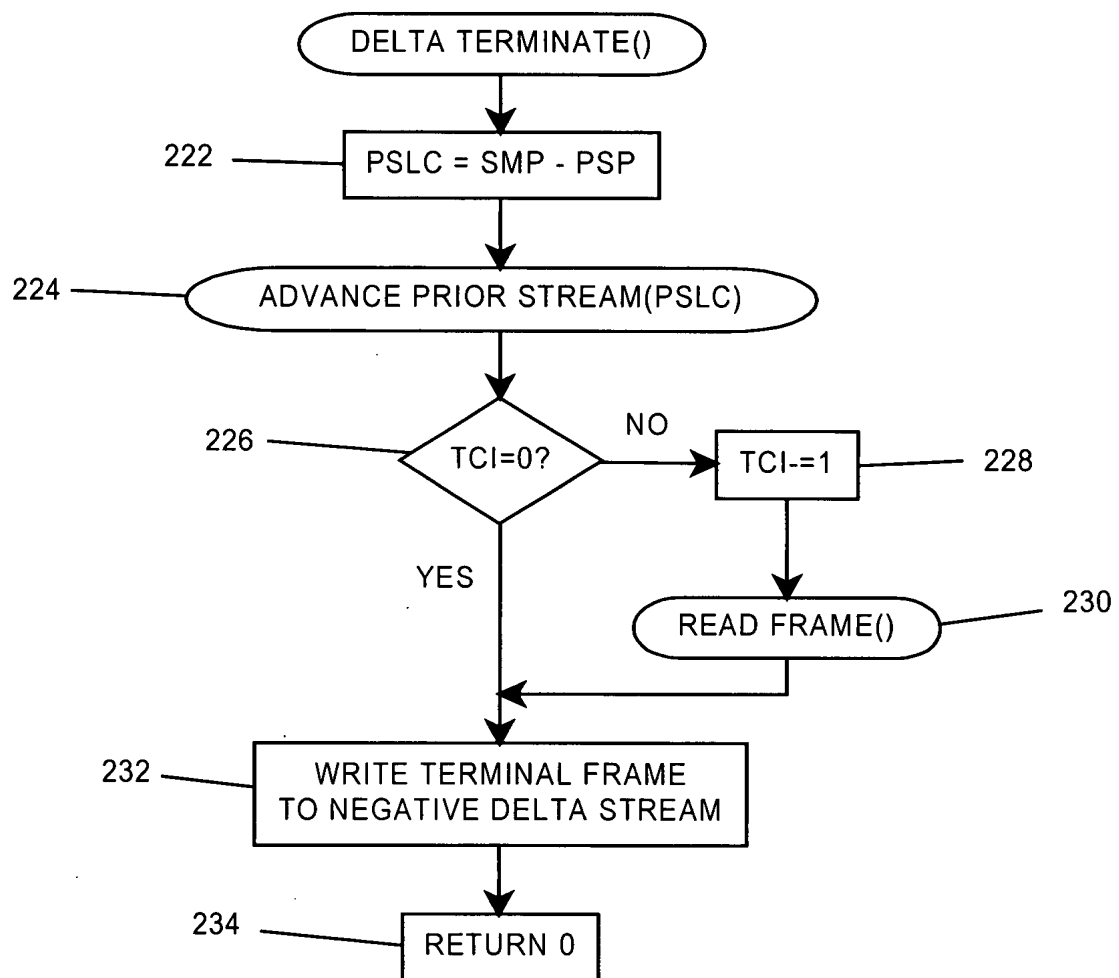 DELTA TERMINATE()
222
PSLC = SMP - PSP
224
ADVANCE PRIOR STREAM(PSLC)
226
TCI=0?
NO
TCI-=1
228
YES
READ FRAME()
230
232
WRITE TERMINAL FRAME
TO NEGATIVE DELTA STREAM
234
RETURN 0